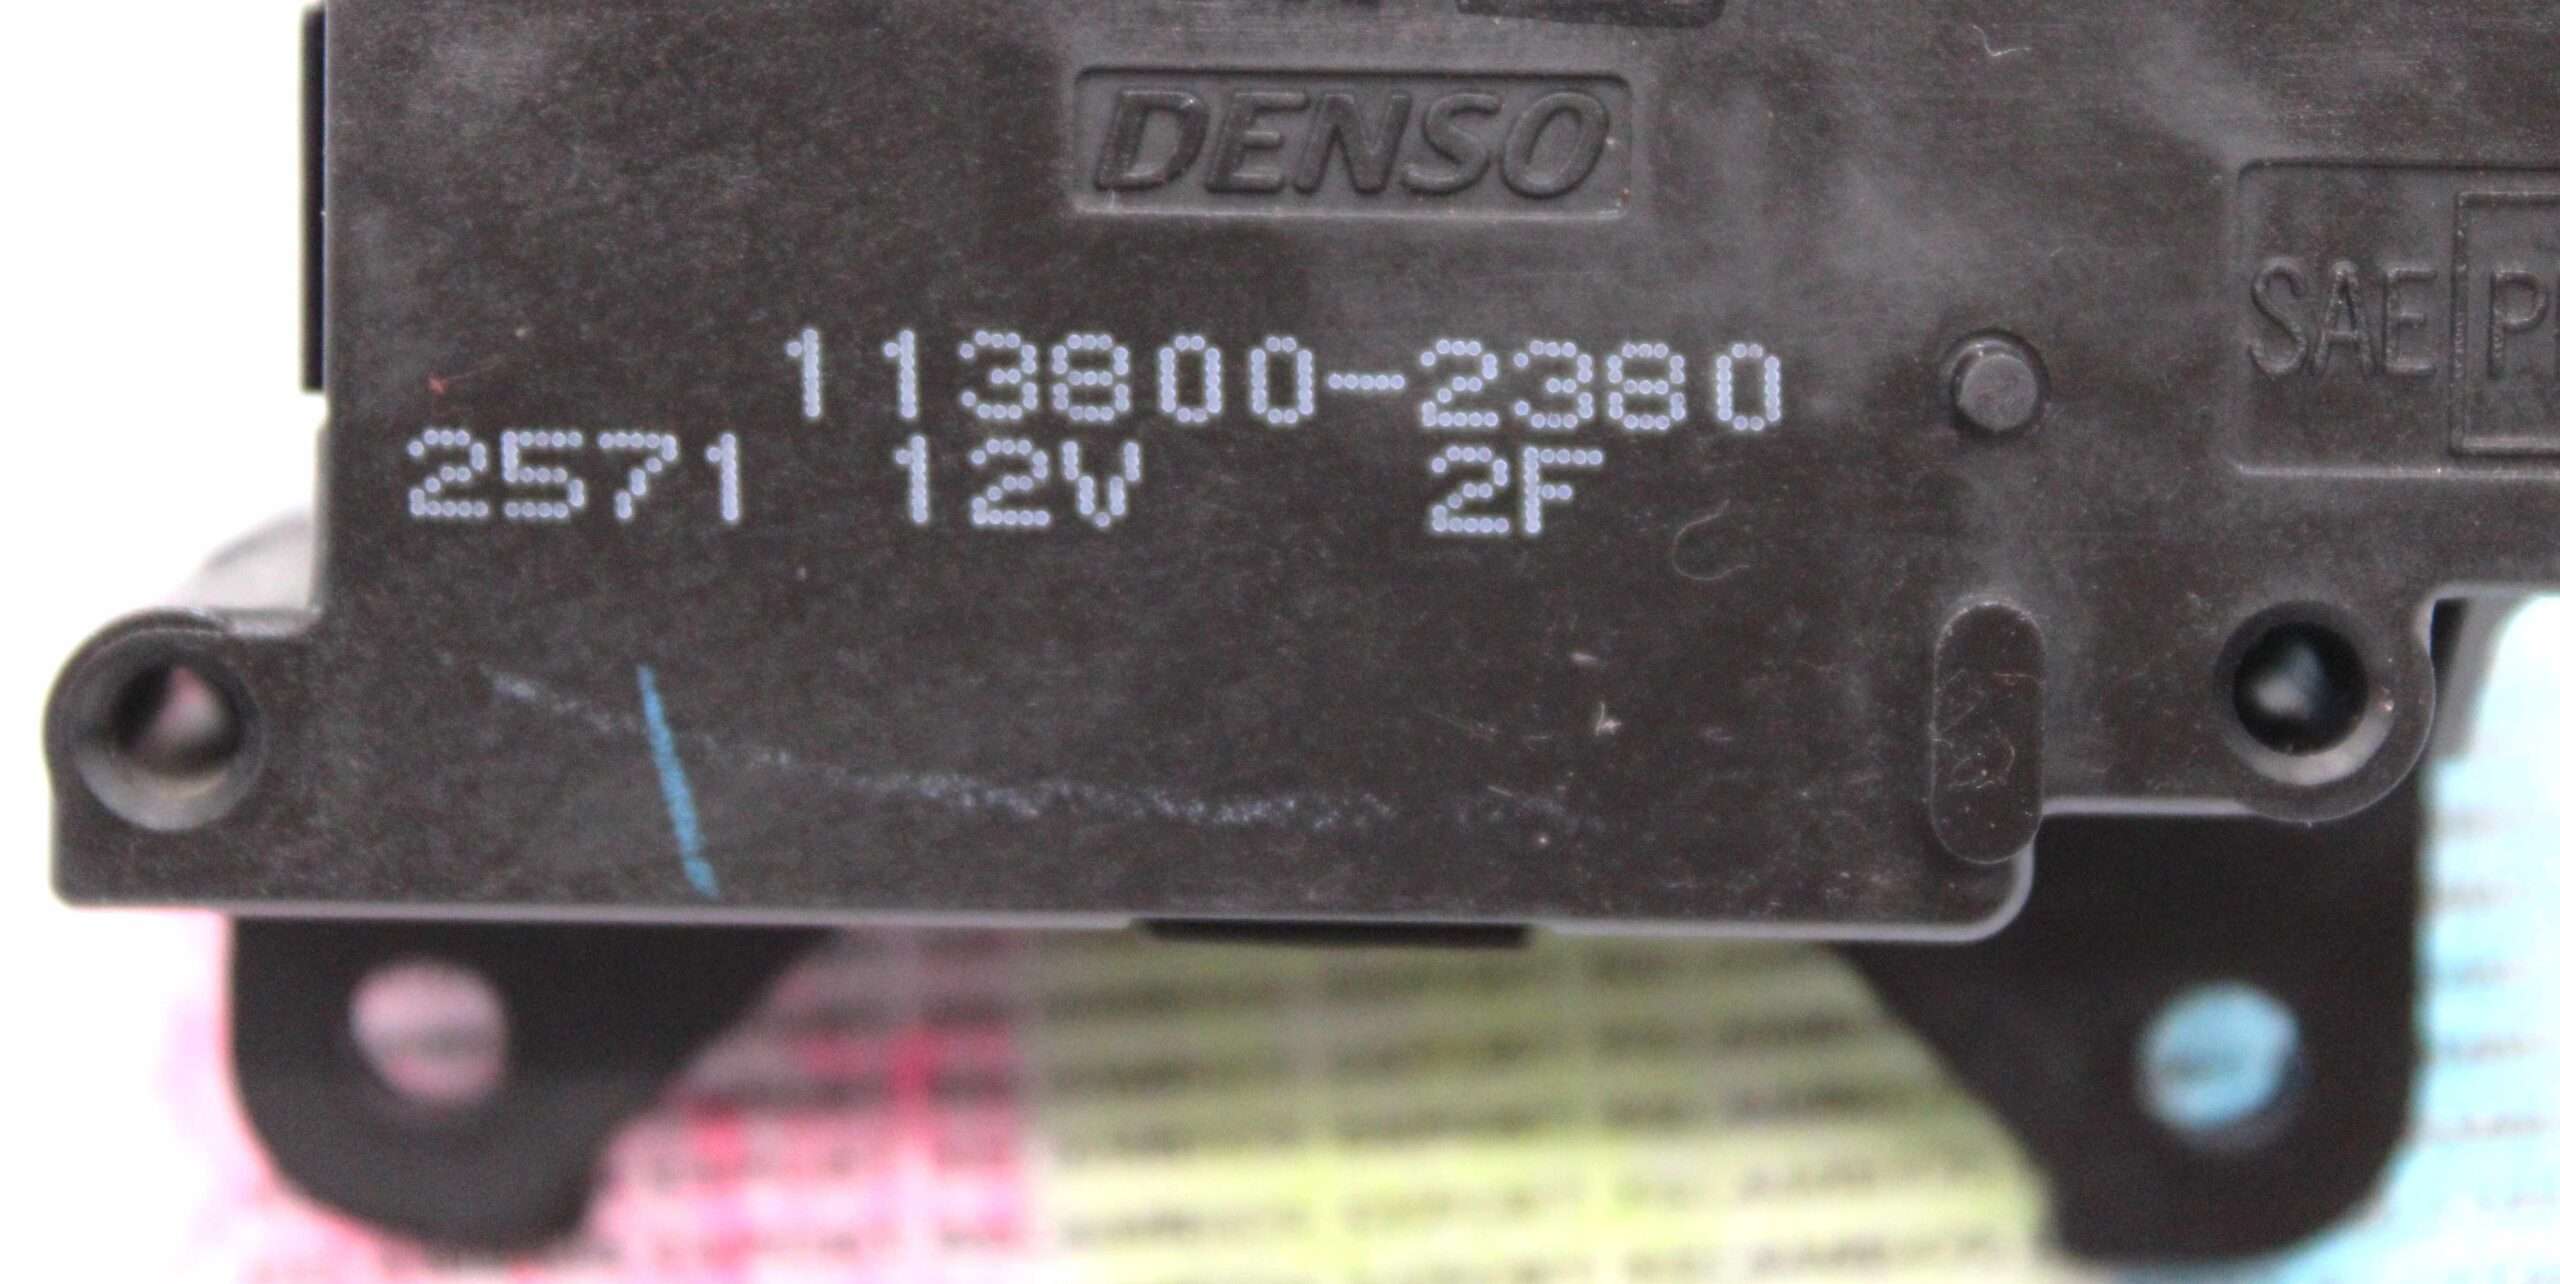 DENSO
SAE
113800-2380
2571 12V 2F